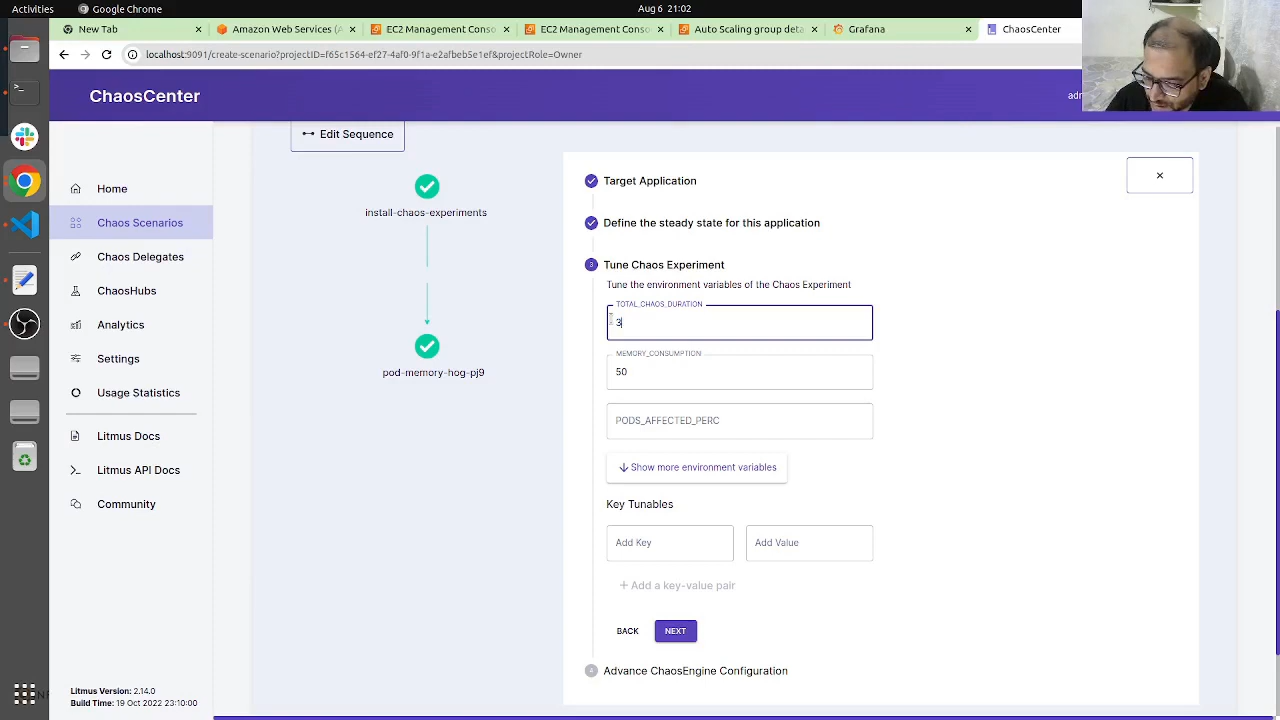 Activities
Google Chrome
Aug 6 21:02
New Tab
Amazon Web Services (A
EC2 Management Conso
EC2 Management Conso
Auto Scaling group deta
Grafana
ChaosCenter
localhost:9091/create-scenario?projectID=f65c1564-ef27-4af0-9f1a-e2afbeb5e1ef&projectRole=Owner
ChaosCenter
Home
Chaos Scenarios
Chaos Delegates
ChaosHubs
Analytics
Settings
Usage Statistics
Litmus Docs
Litmus API Docs
Community
Litmus Version: 2.14.0
Build Time: 19 Oct 2022 23:10:00
Edit Sequence
install-chaos-experiments
pod-memory-hog-pj9
Target Application
Define the steady state for this application
3 Tune Chaos Experiment
Tune the environment variables of the Chaos Experiment
TOTAL_CHAOS_DURATION
3
MEMORY_CONSUMPTION
50
PODS_AFFECTED_PERC
Show more environment variables
Key Tunables
Add Key
Add Value
+ Add a key-value pair
BACK
NEXT
4 Advance ChaosEngine Configuration